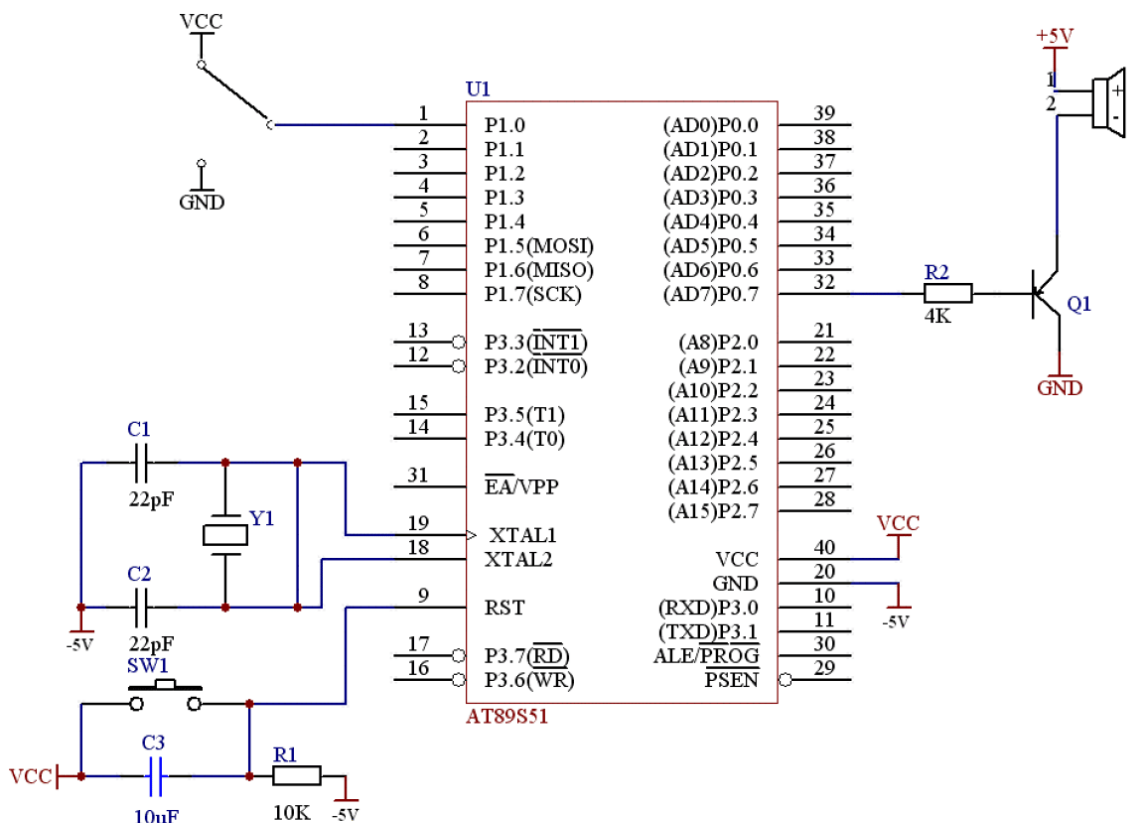 VCC
GND
U1
1
2
3
4
5
6
7
8
13
12
15
14
31
19
18
9
17
16
P1.0
P1.1
P1.2
P1.3
P1.4
P1.5(MOSI)
P1.6(MISO)
P1.7(SCK)
P3.3(INT1)
P3.2(INT0)
P3.5(T1)
P3.4(T0)
EA/VPP
XTAL1
XTAL2
RST
P3.7(RD)
P3.6(WR)
(AD0)P0.0
(AD1)P0.1
(AD2)P0.2
(AD3)P0.3
(AD4)P0.4
(AD5)P0.5
(AD6)P0.6
(AD7)P0.7
(A8)P2.0
(A9)P2.1
(A10)P2.2
(A11)P2.3
(A12)P2.4
(A13)P2.5
(A14)P2.6
(A15)P2.7
VCC
GND
(RXD)P3.0
(TXD)P3.1
ALE/PROG
PSEN
39
38
37
36
35
34
33
32
21
22
23
24
25
26
27
28
40
20
10
11
30
29
AT89S51
+5V
1
2
+
-
R2
4K
Q1
GND
VCC
-5V
C1
22pF
Y1
C2
22pF
-5V
SW1
C3
10uF
VCC
R1
10K
-5V